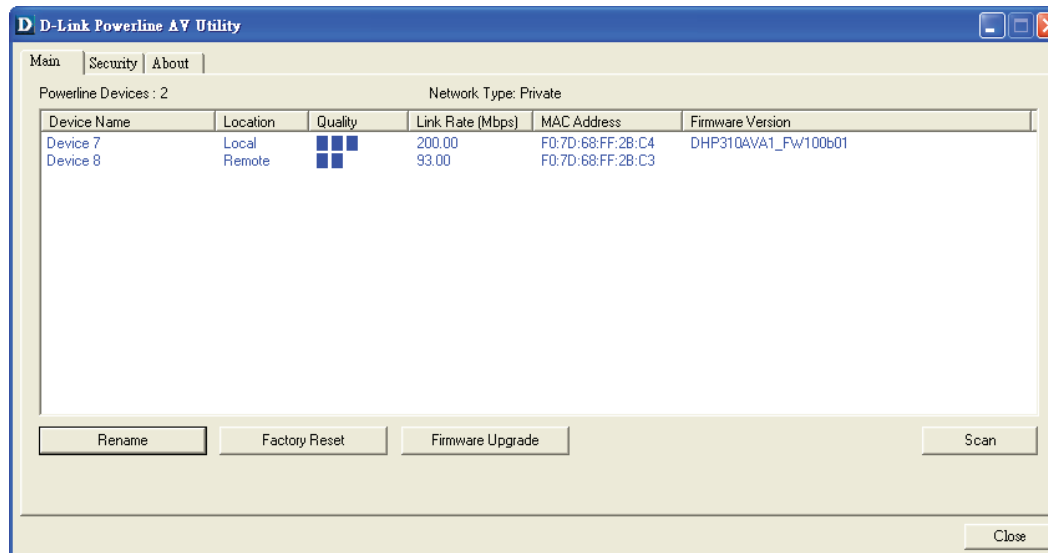 D D-Link Powerline AV Utility
Main Security About
Powerline Devices : 2 Network Type: Private
Device Name Location Quality Link Rate (Mbps) MAC Address Firmware Version
Device 7 Local 200.00 F0:7D:68:FF:2B:C4 DHP310AVA1_FW100b01
Device 8 Remote 93.00 F0:7D:68:FF:2B:C3
Rename Factory Reset Firmware Upgrade Scan
Close